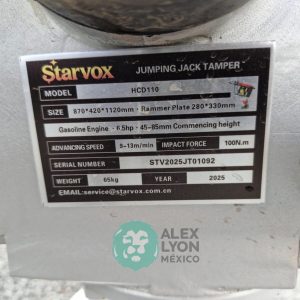 Starvox JUMPING JACK TAMPER
MODEL HCD110
SIZE 870*420*1120mm · Rammer Plate 280*330mm
Gasoline Engine · 6.5hp · 45-65mm Commencing height
ADVANCING SPEED 9-13m/min IMPACT FORCE 100N.m
SERIAL NUMBER STV2025JT01092
WEIGHT 65kg YEAR 2025
EMAIL:service@starvox.com.cn
ALEX
LYON
MÉXICO